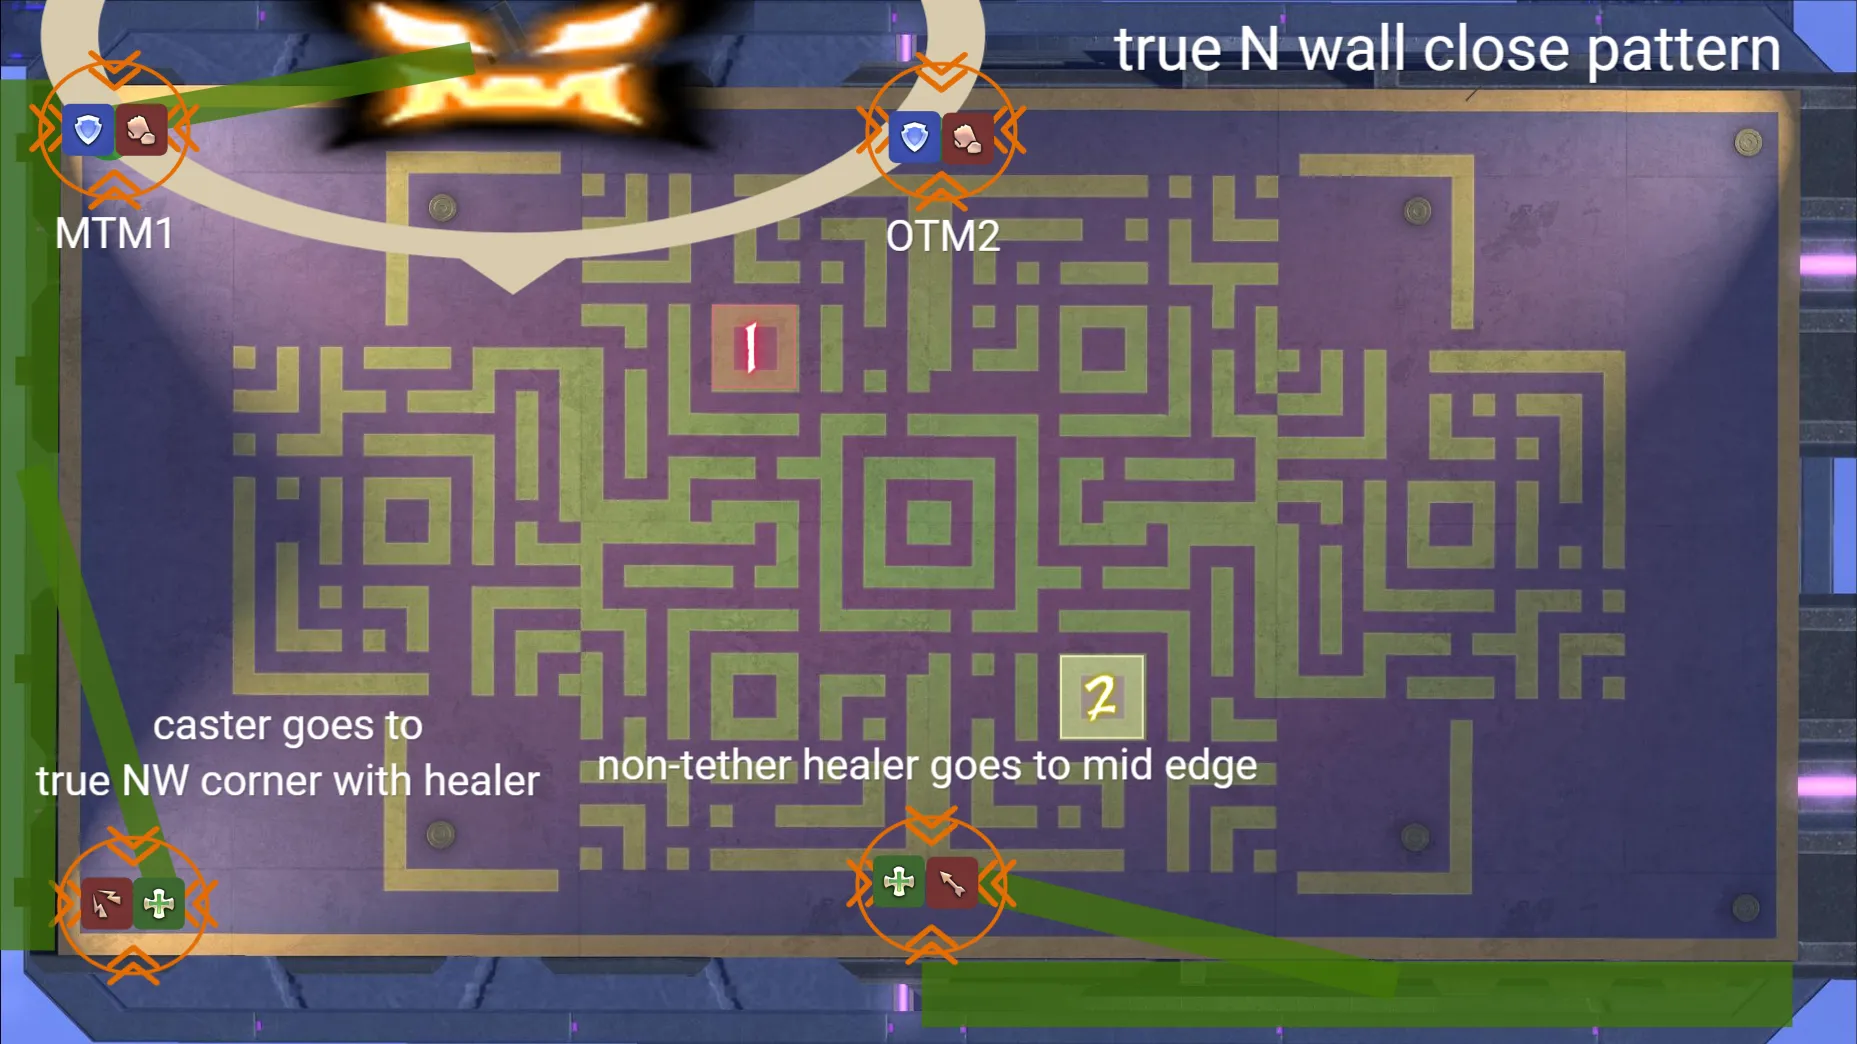 true N wall close pattern
MTM1
OTM2
1
2
caster goes to
true NW corner with healer
non-tether healer goes to mid edge